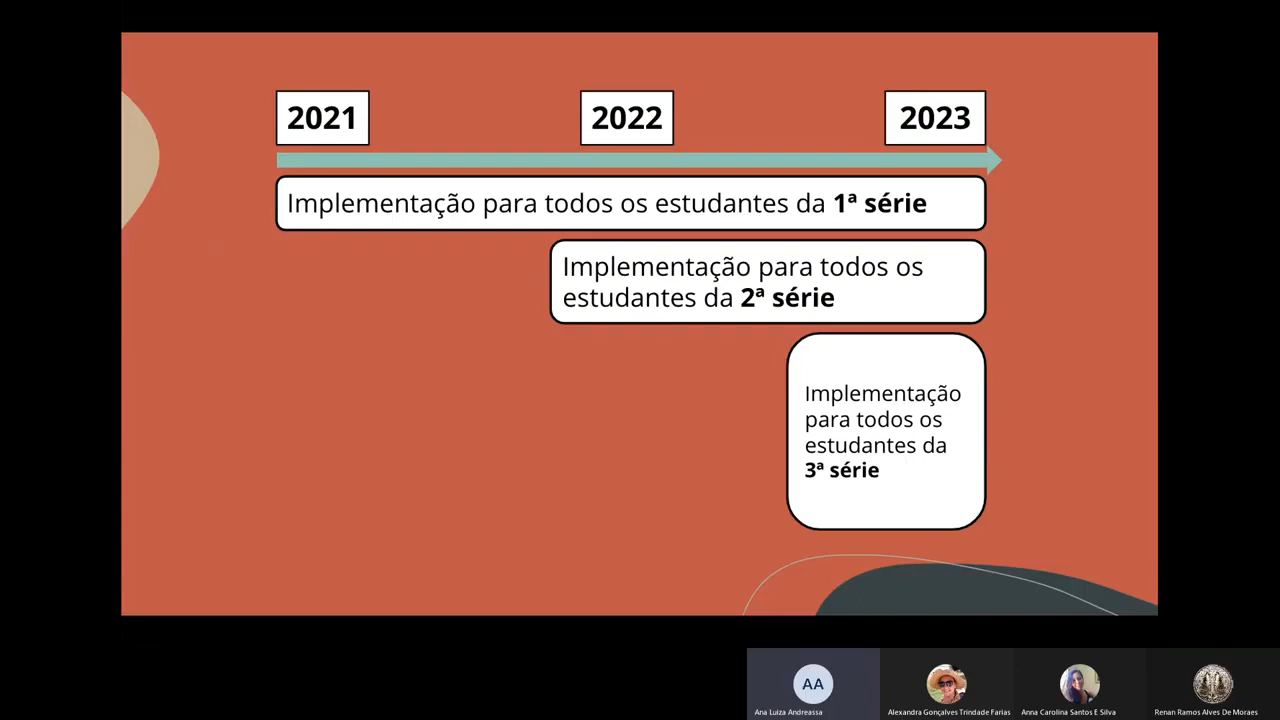 2021
2022
2023
Implementação para todos os estudantes da 1ª série
Implementação para todos os
estudantes da 2ª série
Implementação
para todos os
estudantes da
3ª série
AA
Ana Luiza Andreassa
Alexandra Gonçalves Trindade Farias
Anna Carolina Santos E Silva
Renan Ramos Alves De Moraes